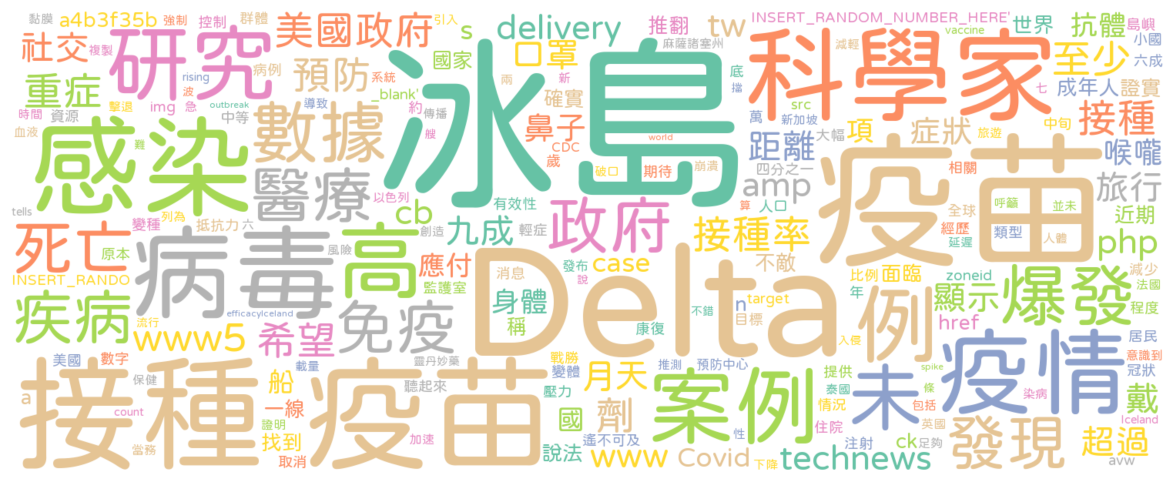 黏膜 a4b3f35b 強制 控制 群體 美國政府 s delivery 推翻 tw INSERT_RANDOM_NUMBER_HERE' 世界 抗體 島嶼
社交 複製 研究 病例 預防 系統 國家 口罩 麻薩諸塞州 減輕 vaccine 科學家 至少 小國 六成
重症 rising 波 outbreak _blank' 冰島 確實 底 擋 src 七 成年人 證實
時間 擊退 img 急 約 傳播 鼻子 萬 新加坡 中旬 接種
血液 資源 中等 導致 艘 CDC 歲 world 項 大幅 旅遊
感染 難 數據 醫療 以色列 有效性 破口 期待 崩潰 距離 四分之一 症狀 疫苗 相關 喉嚨
tells 變種 列為 抵抗力 六 cb 創造 輕症 算 人口 amp 全球 呼籲 並未 旅行
死亡 原本 病毒 風險 高 九成 政府 接種率 經歷 類型 人體 近期
INSERT_RANDO 應付 監護室 消息 發布 說 不敵 延遲 php
疾病 efficacyIceland 免疫 Delta 身體 case 比例 面臨 例 zoneid 顯示 爆發 減少 法國
www5 流行 希望 稱 康復 n target 年 href 程度
美國 數字 載量 靈丹妙藥 不錯 目標 入侵 疫情 居民
接種 保健 船 疫苗 聽起來 戰勝 變體 推測 預防中心 提供 spike 未 意識到 冠狀
a count 一線 壓力 月天 案例 泰國 條 染病 戴
證明 國 劑 情況 包括 Iceland
當務 找到 加速 說法 遙不可及 性 住院 英國 發現 超過
取消 www Covid 下降 technews 注射 ck 足夠 avw